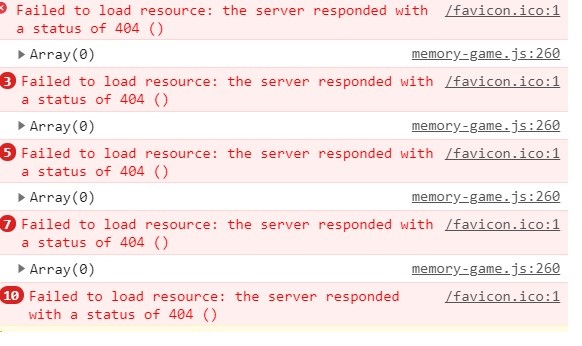 Failed to load resource: the server responded with /favicon.ico:1
a status of 404 ()
Array(0) memory-game.js:260
3 Failed to load resource: the server responded with /favicon.ico:1
a status of 404 ()
Array(0) memory-game.js:260
5 Failed to load resource: the server responded with /favicon.ico:1
a status of 404 ()
Array(0) memory-game.js:260
7 Failed to load resource: the server responded with /favicon.ico:1
a status of 404 ()
Array(0) memory-game.js:260
10 Failed to load resource: the server responded /favicon.ico:1
with a status of 404 ()